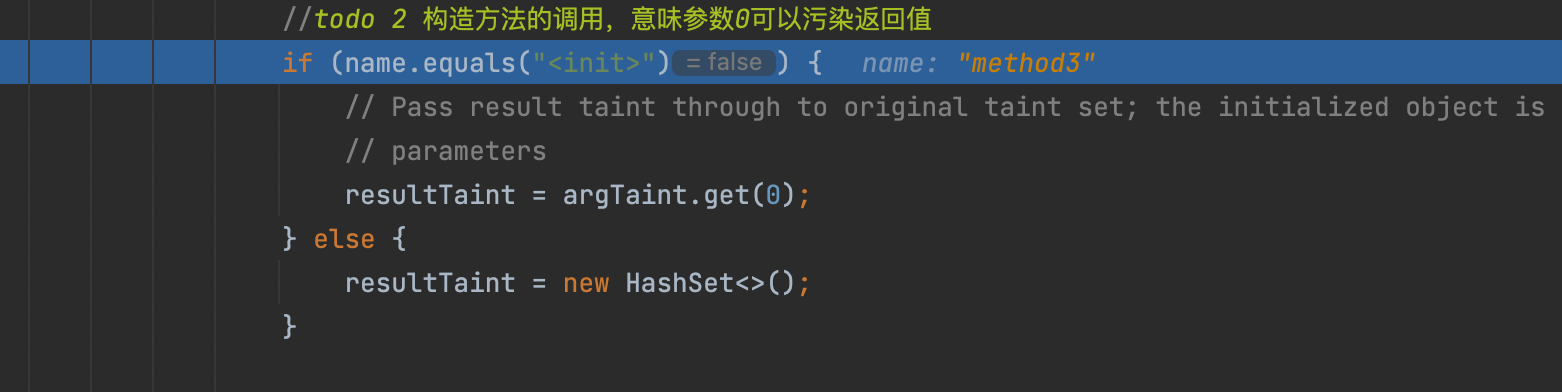 //todo 2 构造方法的调用，意味参数0可以污染返回值
if (name.equals("<init>") = false ) { name: "method3"
// Pass result taint through to original taint set; the initialized object is
// parameters
resultTaint = argTaint.get(0);
} else {
resultTaint = new HashSet<>();
}